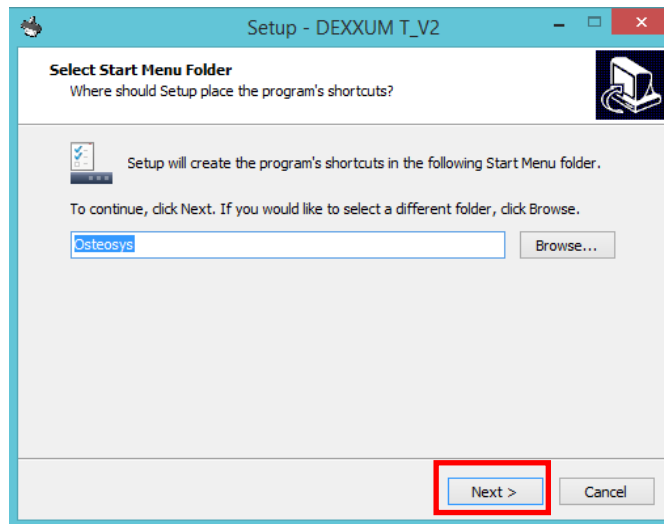 Setup - DEXXUM T_V2
Select Start Menu Folder
Where should Setup place the program's shortcuts?
Setup will create the program's shortcuts in the following Start Menu folder.
To continue, click Next. If you would like to select a different folder, click Browse.
Osteosys
Browse...
Next >
Cancel